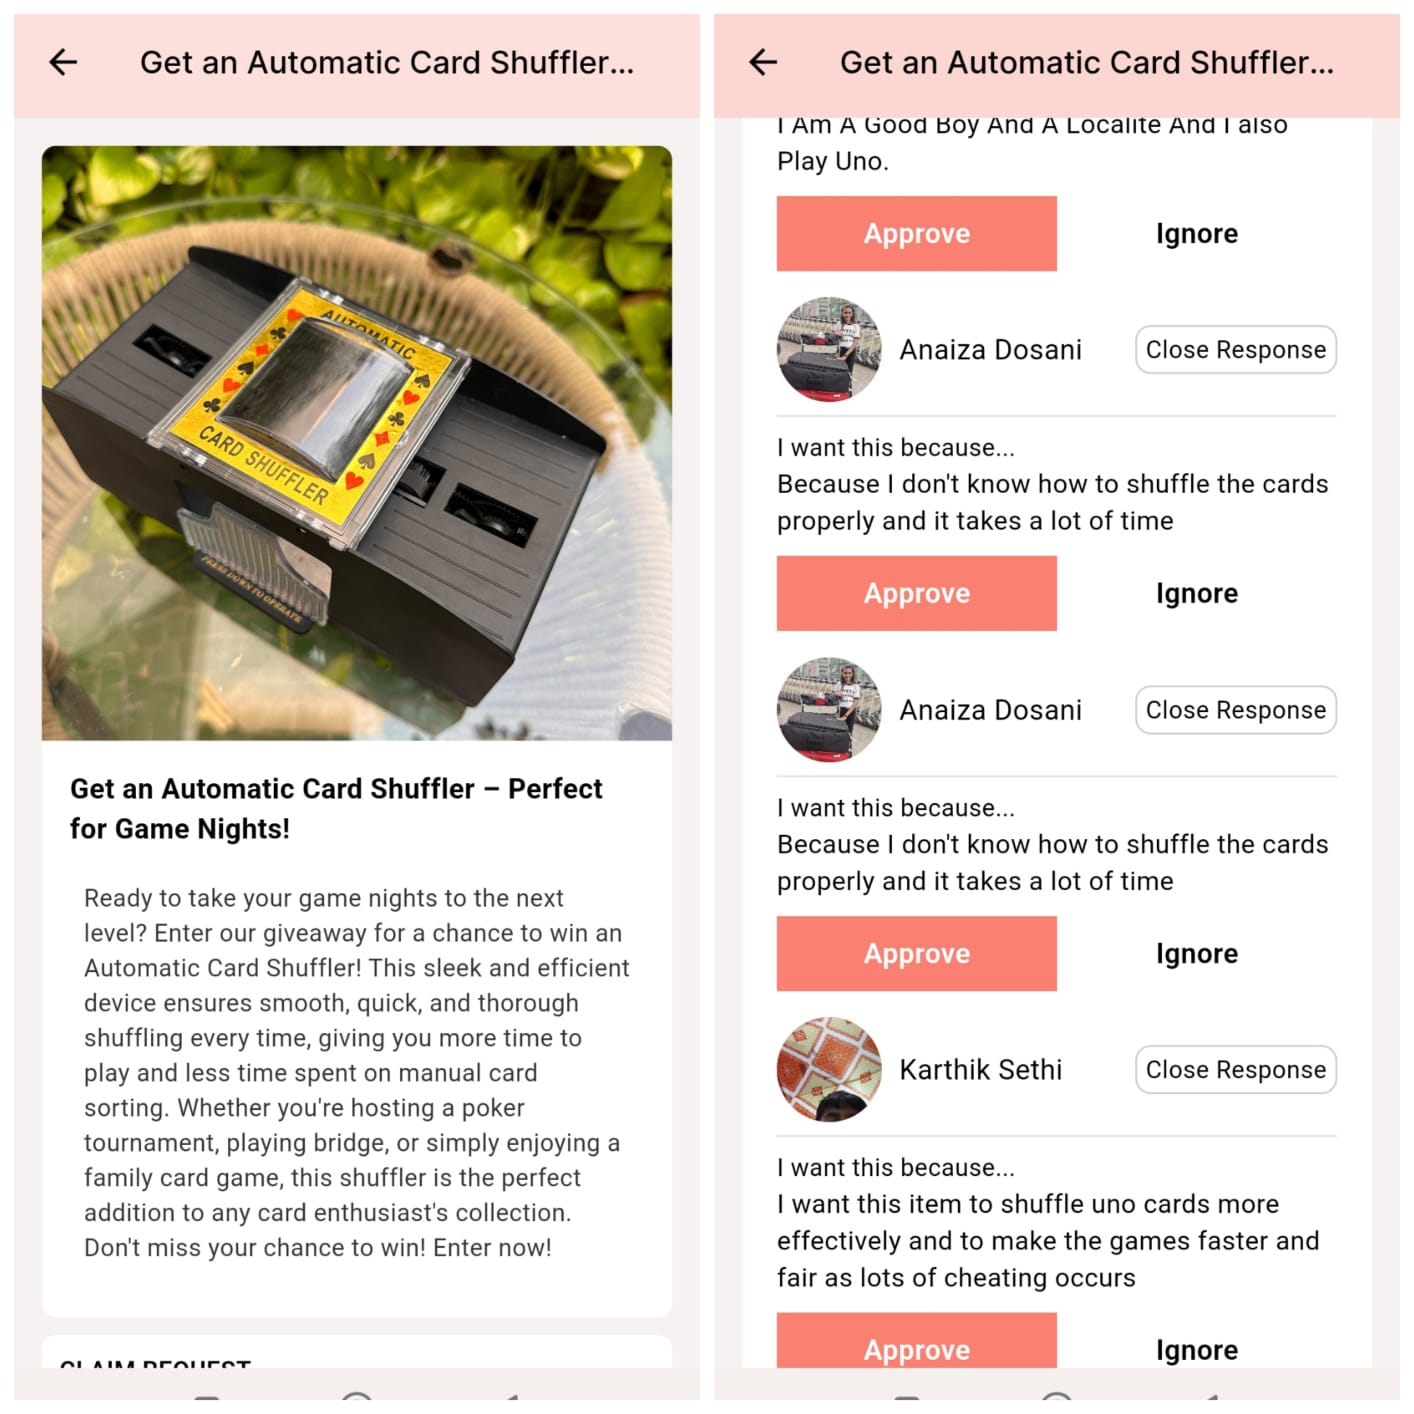 Get an Automatic Card Shuffler...
AUTOMATIC
CARD SHUFFLER
PRESS DOWN TO OPERATE
Get an Automatic Card Shuffler – Perfect
for Game Nights!
Ready to take your game nights to the next
level? Enter our giveaway for a chance to win an
Automatic Card Shuffler! This sleek and efficient
device ensures smooth, quick, and thorough
shuffling every time, giving you more time to
play and less time spent on manual card
sorting. Whether you're hosting a poker
tournament, playing bridge, or simply enjoying a
family card game, this shuffler is the perfect
addition to any card enthusiast's collection.
Don't miss your chance to win! Enter now!
CLAIM REQUEST
Get an Automatic Card Shuffler...
I Am A Good Boy And A Localite And I also
Play Uno.
Approve
Ignore
Anaiza Dosani
Close Response
I want this because...
Because I don't know how to shuffle the cards
properly and it takes a lot of time
Approve
Ignore
Anaiza Dosani
Close Response
I want this because...
Because I don't know how to shuffle the cards
properly and it takes a lot of time
Approve
Ignore
Karthik Sethi
Close Response
I want this because...
I want this item to shuffle uno cards more
effectively and to make the games faster and
fair as lots of cheating occurs
Approve
Ignore